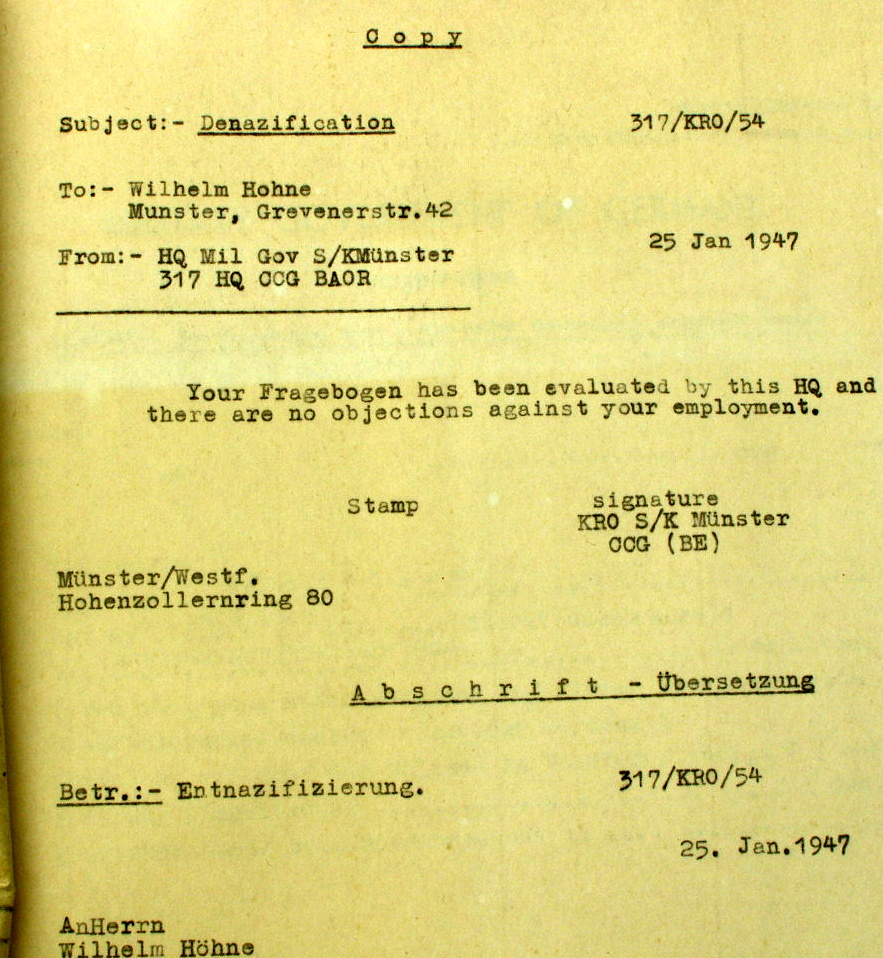 C o p y
Subject:- Denazification 317/KRO/54
To:- Wilhelm Hohne
Munster, Grevenerstr.42
25 Jan 1947
From:- HQ Mil Gov S/KMünster
317 HQ CCG BAOR
Your Fragebogen has been evaluated by this HQ and
there are no objections against your employment.
Stamp signature
KRO S/K Münster
CCG (BE)
Münster/Westf.
Hohenzollernring 80
A b s c h r i f t - Übersetzung
Betr.:- Entnazifizierung. 317/KRO/54
25. Jan.1947
AnHerrn
Wilhelm Höhne